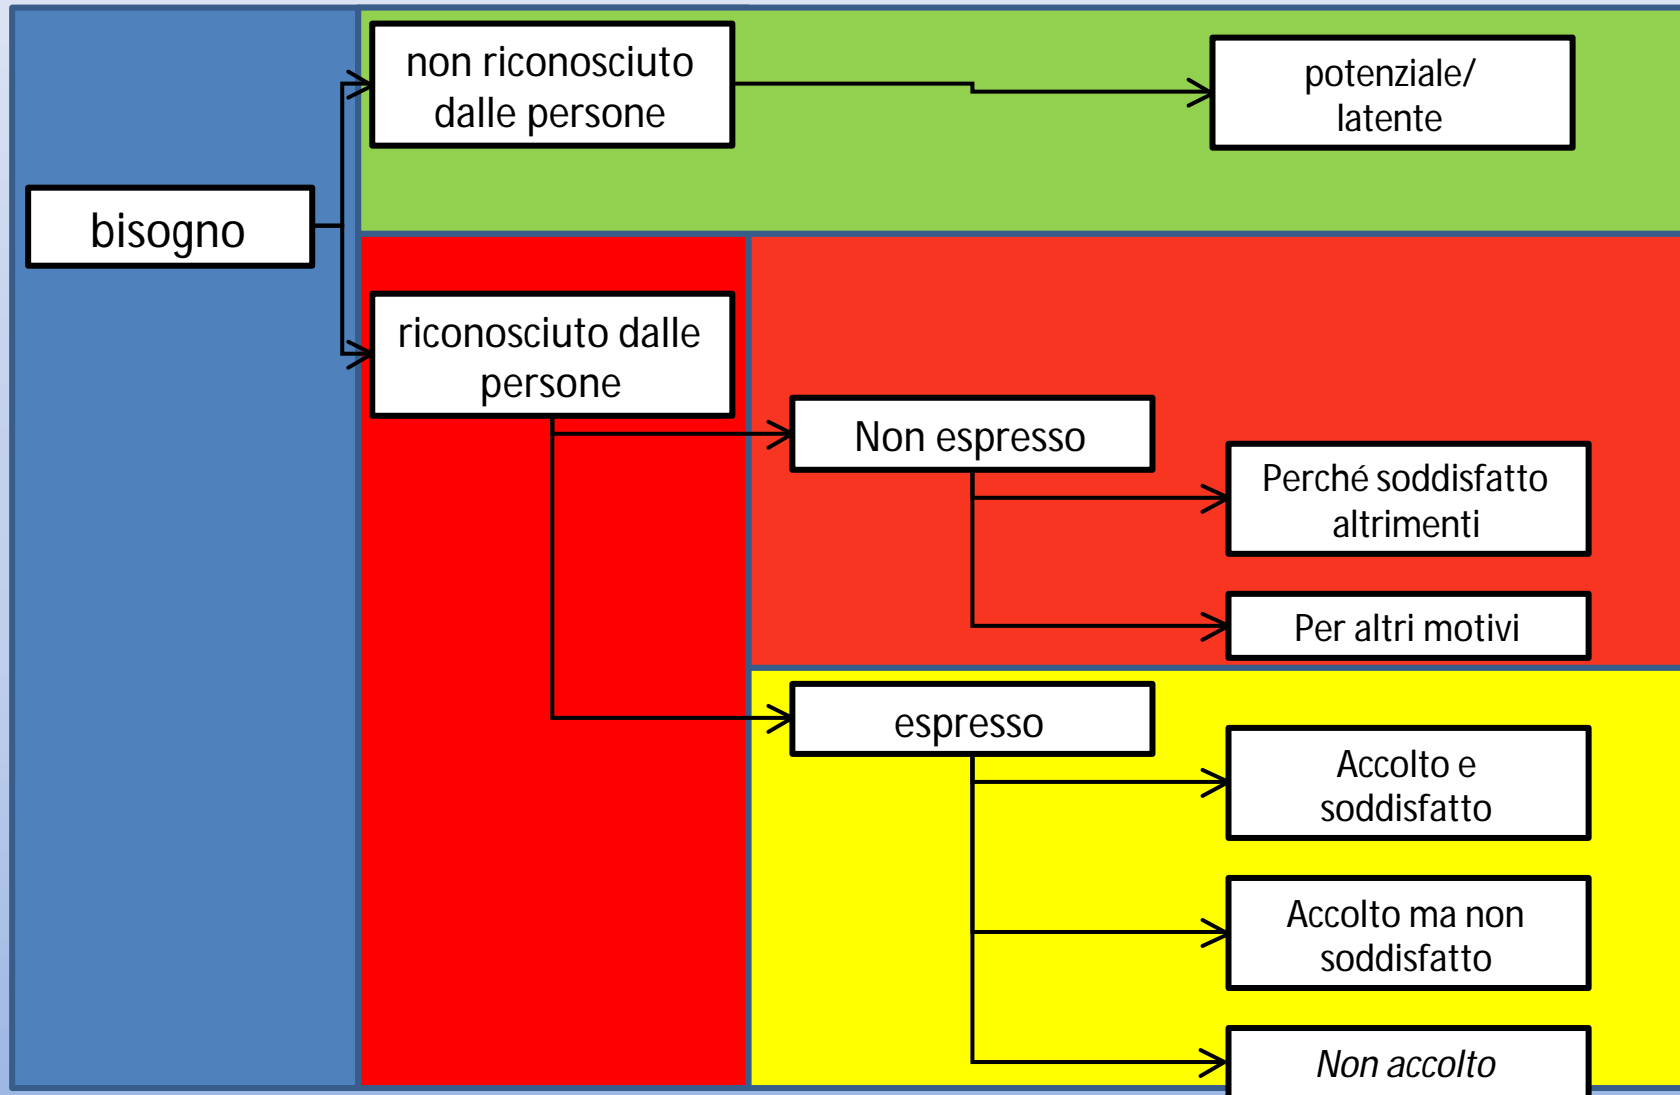 non riconosciuto
dalle persone
potenziale/
latente
bisogno
riconosciuto dalle
persone
Non espresso
Perché soddisfatto
altrimenti
Per altri motivi
espresso
Accolto e
soddisfatto
Accolto ma non
soddisfatto
Non accolto